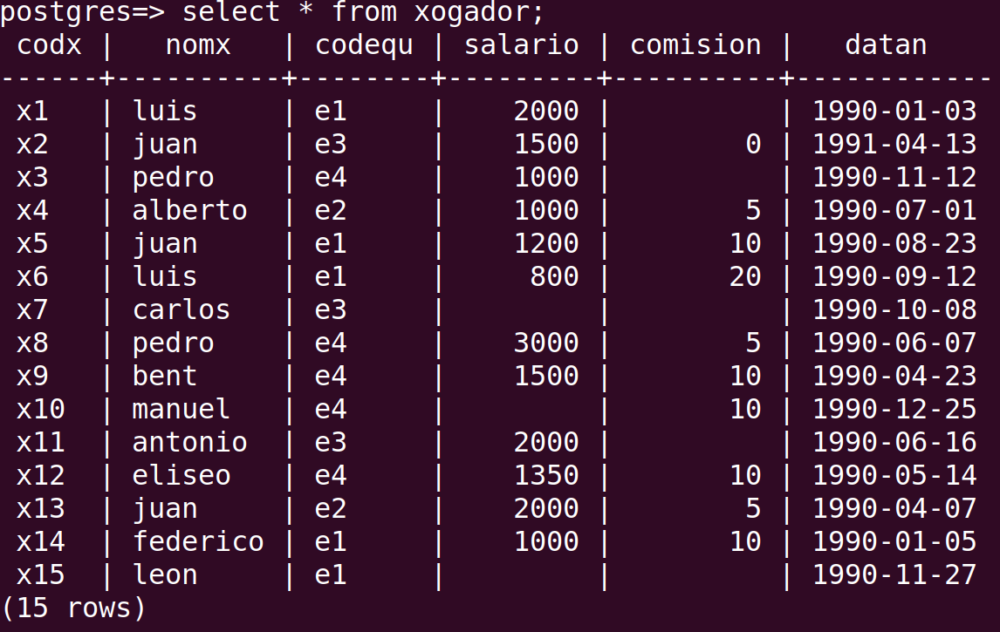 postgres=> select * from xogador;
 codx |   nomx   | codequ | salario | comision |   datan    
------+----------+--------+---------+----------+------------
 x1   | luis     | e1     |    2000 |          | 1990-01-03
 x2   | juan     | e3     |    1500 |        0 | 1991-04-13
 x3   | pedro    | e4     |    1000 |          | 1990-11-12
 x4   | alberto  | e2     |    1000 |        5 | 1990-07-01
 x5   | juan     | e1     |    1200 |       10 | 1990-08-23
 x6   | luis     | e1     |     800 |       20 | 1990-09-12
 x7   | carlos   | e3     |         |          | 1990-10-08
 x8   | pedro    | e4     |    3000 |        5 | 1990-06-07
 x9   | bent     | e4     |    1500 |       10 | 1990-04-23
 x10  | manuel   | e4     |         |       10 | 1990-12-25
 x11  | antonio  | e3     |    2000 |          | 1990-06-16
 x12  | eliseo   | e4     |    1350 |       10 | 1990-05-14
 x13  | juan     | e2     |    2000 |        5 | 1990-04-07
 x14  | federico | e1     |    1000 |       10 | 1990-01-05
 x15  | leon     | e1     |         |          | 1990-11-27
(15 rows)